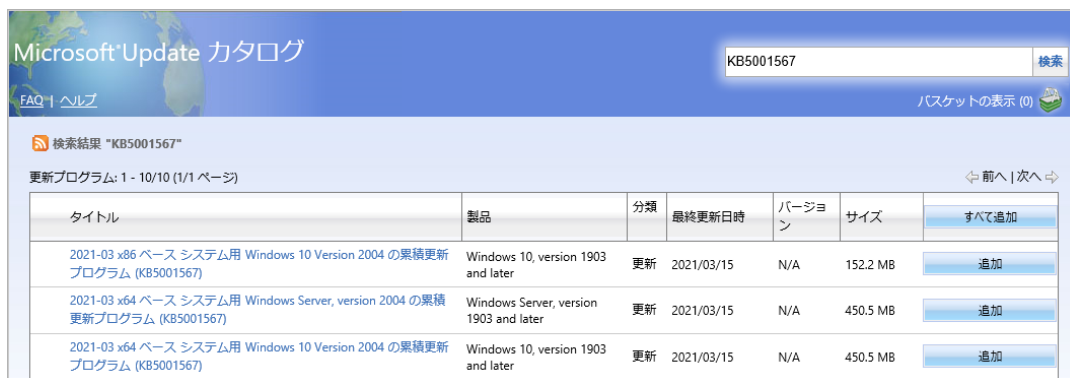 Microsoft Update カタログ
KB5001567
検索
FAQ | ヘルプ
バスケットの表示 (0)
検索結果 "KB5001567"
更新プログラム: 1 - 10/10 (1/1 ページ)
前へ | 次へ
タイトル
製品
分類
最終更新日時
バージョ
ン
サイズ
すべて追加
2021-03 x86 ベース システム用 Windows 10 Version 2004 の累積更新
プログラム (KB5001567)
Windows 10, version 1903
and later
更新
2021/03/15
N/A
152.2 MB
追加
2021-03 x64 ベース システム用 Windows Server, version 2004 の累積
更新プログラム (KB5001567)
Windows Server, version
1903 and later
更新
2021/03/15
N/A
450.5 MB
追加
2021-03 x64 ベース システム用 Windows 10 Version 2004 の累積更新
プログラム (KB5001567)
Windows 10, version 1903
and later
更新
2021/03/15
N/A
450.5 MB
追加